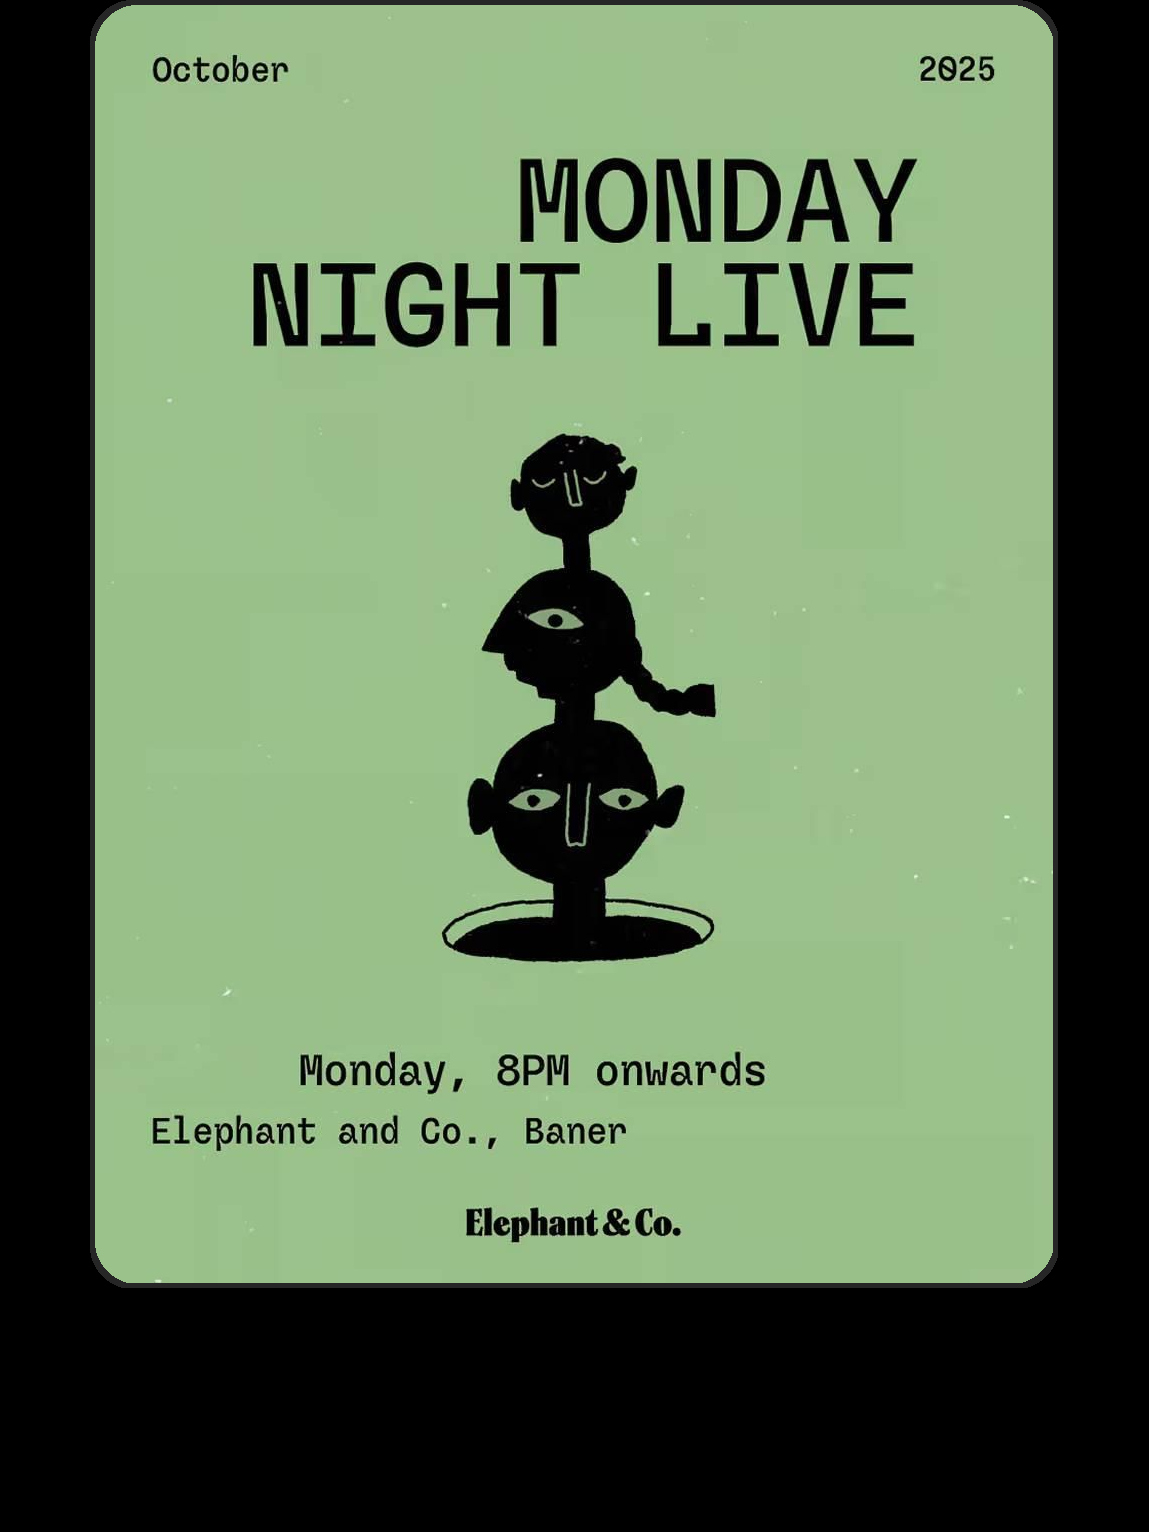 October
2025
MONDAY
NIGHT LIVE
Monday, 8PM onwards
Elephant and Co., Baner
Elephant & Co.